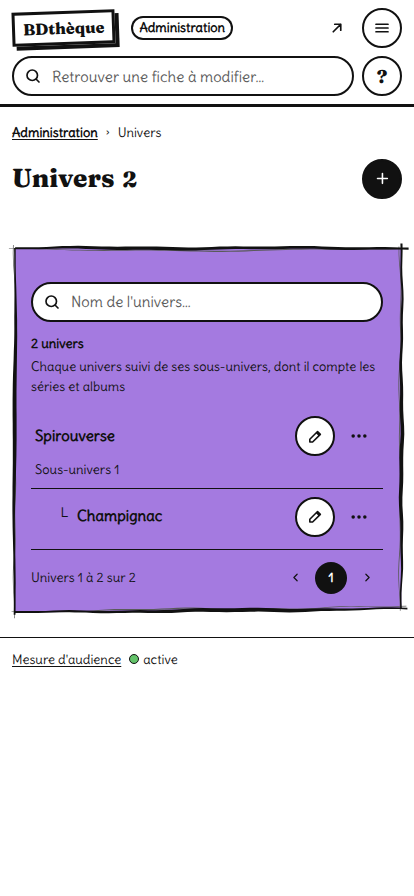 BDthèque
Administration
Retrouver une fiche à modifier...
?
Administration › Univers
Univers 2
Nom de l'univers...
2 univers
Chaque univers suivi de ses sous-univers, dont il compte les
séries et albums
Spirouverse
Sous-univers 1
Champignac
Univers 1 à 2 sur 2
1
Mesure d'audience
active